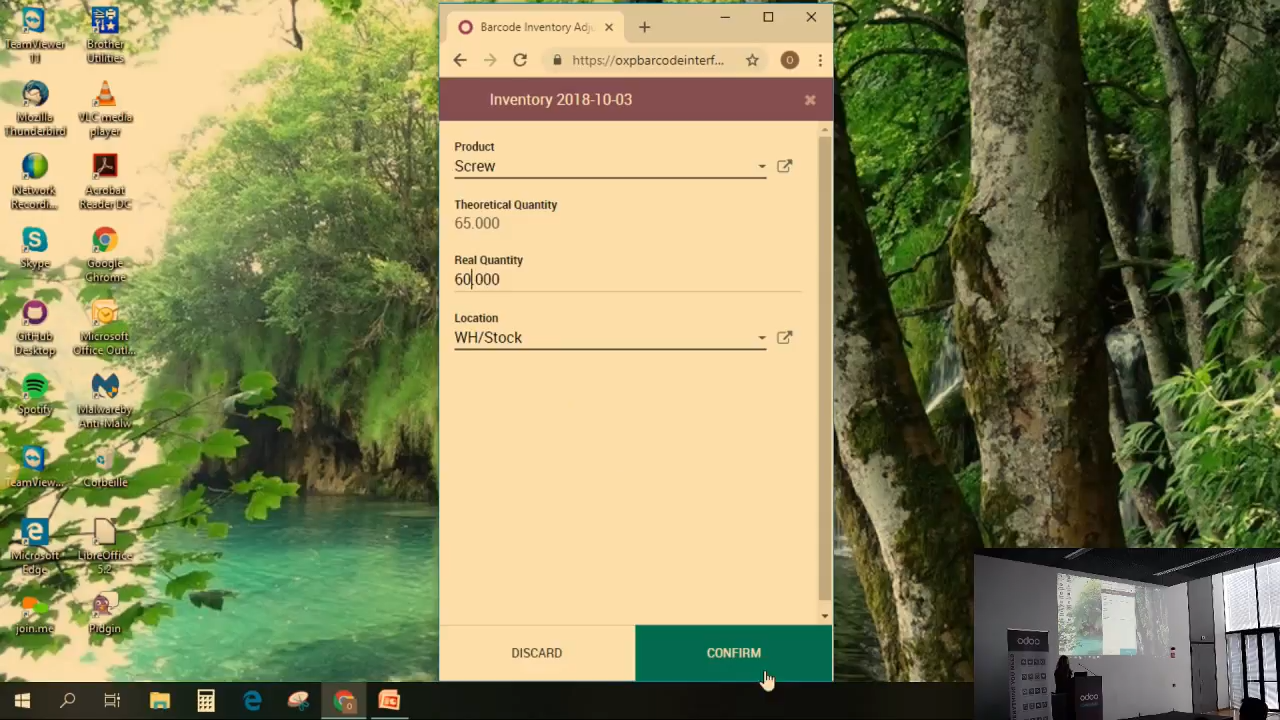 TeamViewer
11
Brother
Utilities
Mozilla
Thunderbird
VLC media
player
Network
Recordi...
Acrobat
Reader DC
Skype
Google
Chrome
GitHub
Desktop
Microsoft
Office Outl...
Spotify
Malwareby
Anti-Malw
TeamView...
Corbeille
Microsoft
Edge
LibreOffice
5.2
join.me
Pidgin
Barcode Inventory Adj
https://oxpbarcodeinterf...
O
Inventory 2018-10-03
Product
Screw
Theoretical Quantity
65.000
Real Quantity
60.000
Location
WH/Stock
DISCARD
CONFIRM
odoo
odoo